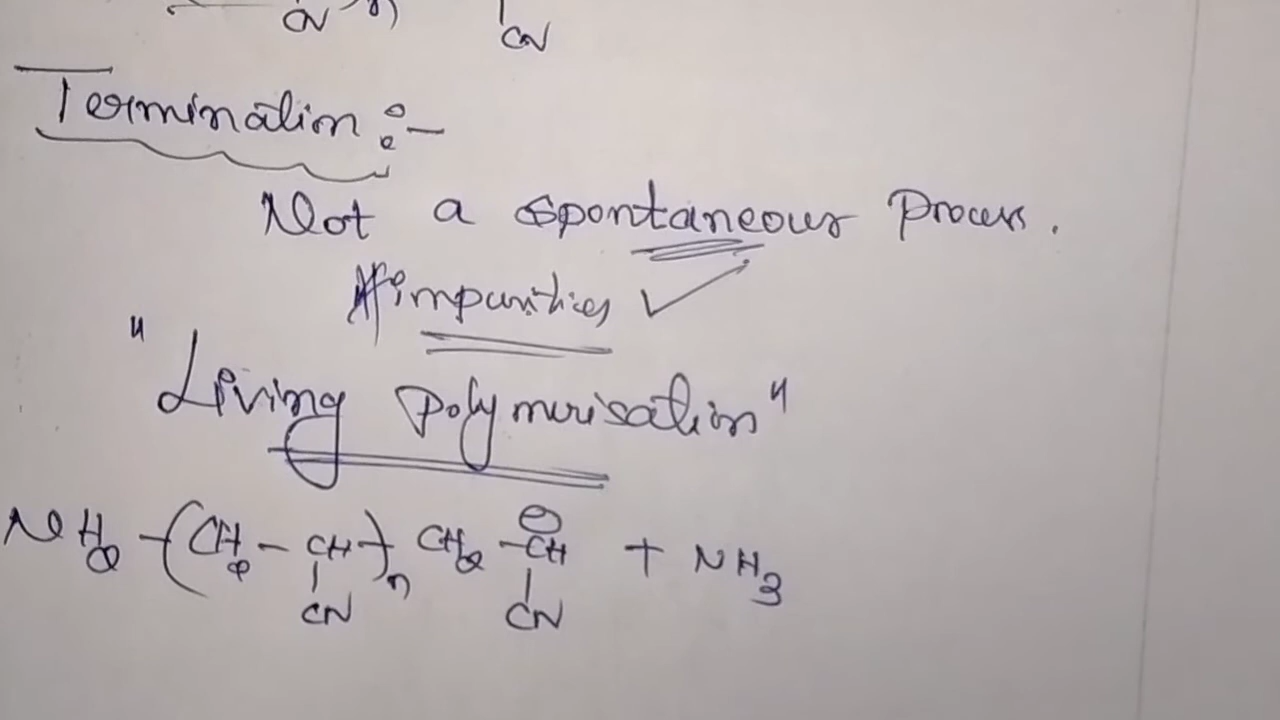 CN n) CN
Termination :-
Not a spontaneous process.
# impurities ✓
"Living polymerisation"
NH₂ -(CH₂ - CH)n CH₂ - CH⊖ + NH₃
CN CN